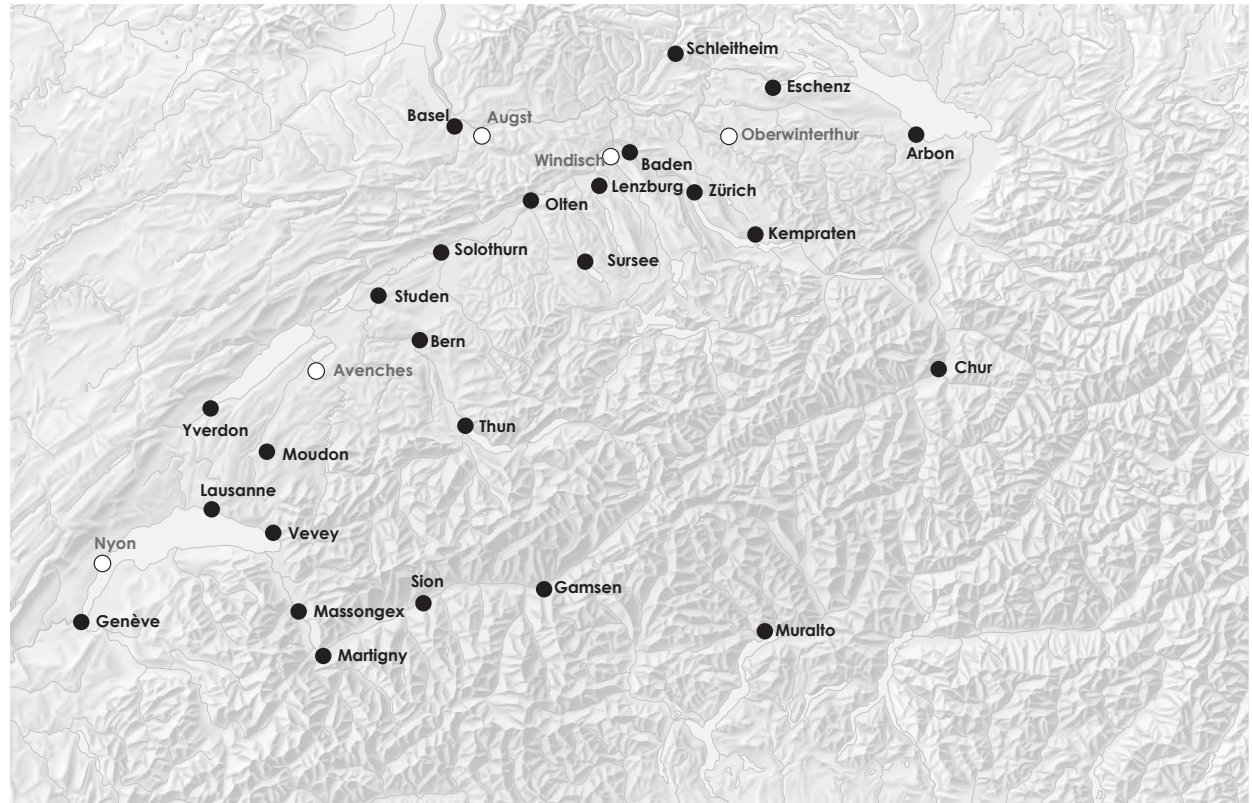 Schleitheim
Eschenz
Basel
Augst
Oberwinterthur
Arbon
Windisch
Baden
Lenzburg
Zürich
Olten
Kempraten
Solothurn
Sursee
Studen
Bern
Avenches
Chur
Yverdon
Thun
Moudon
Lausanne
Vevey
Nyon
Sion
Gamsen
Massongex
Genève
Muralto
Martigny